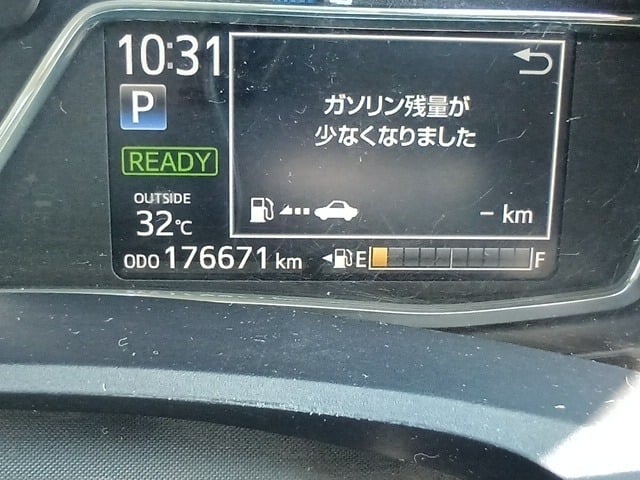 10:31
P
READY
OUTSIDE
32℃
ガソリン残量が
少なくなりました
- km
ODO 176671 km
E F